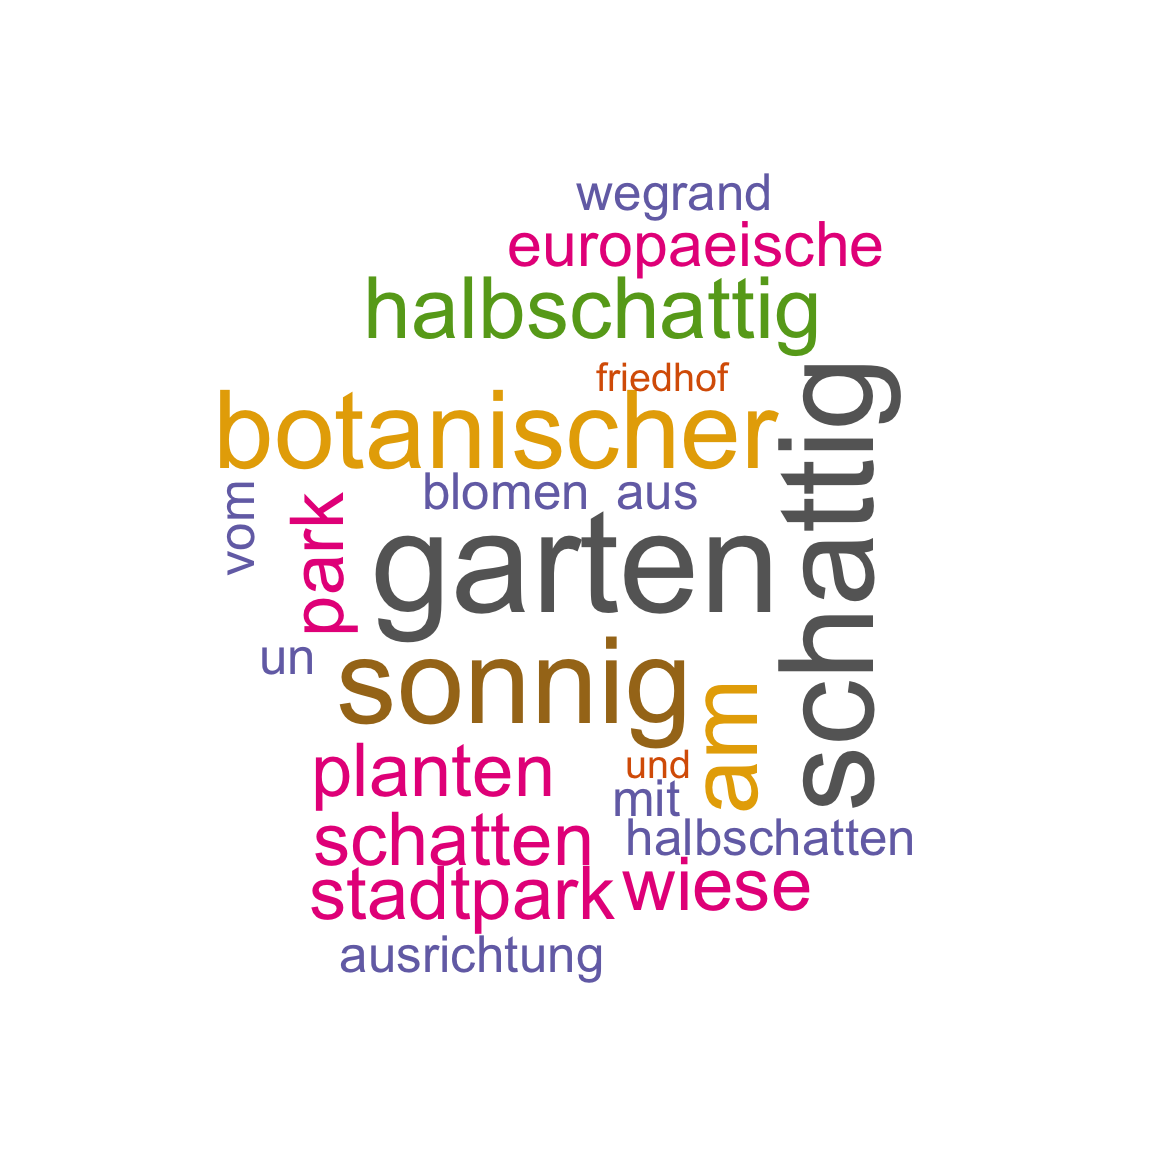 wegrand
europaeische
halbschattig
friedhof
botanischer
schattig
blomen
aus
vom
park
garten
un
sonnig
am
planten
und
mit
schatten
halbschatten
stadtpark
wiese
ausrichtung